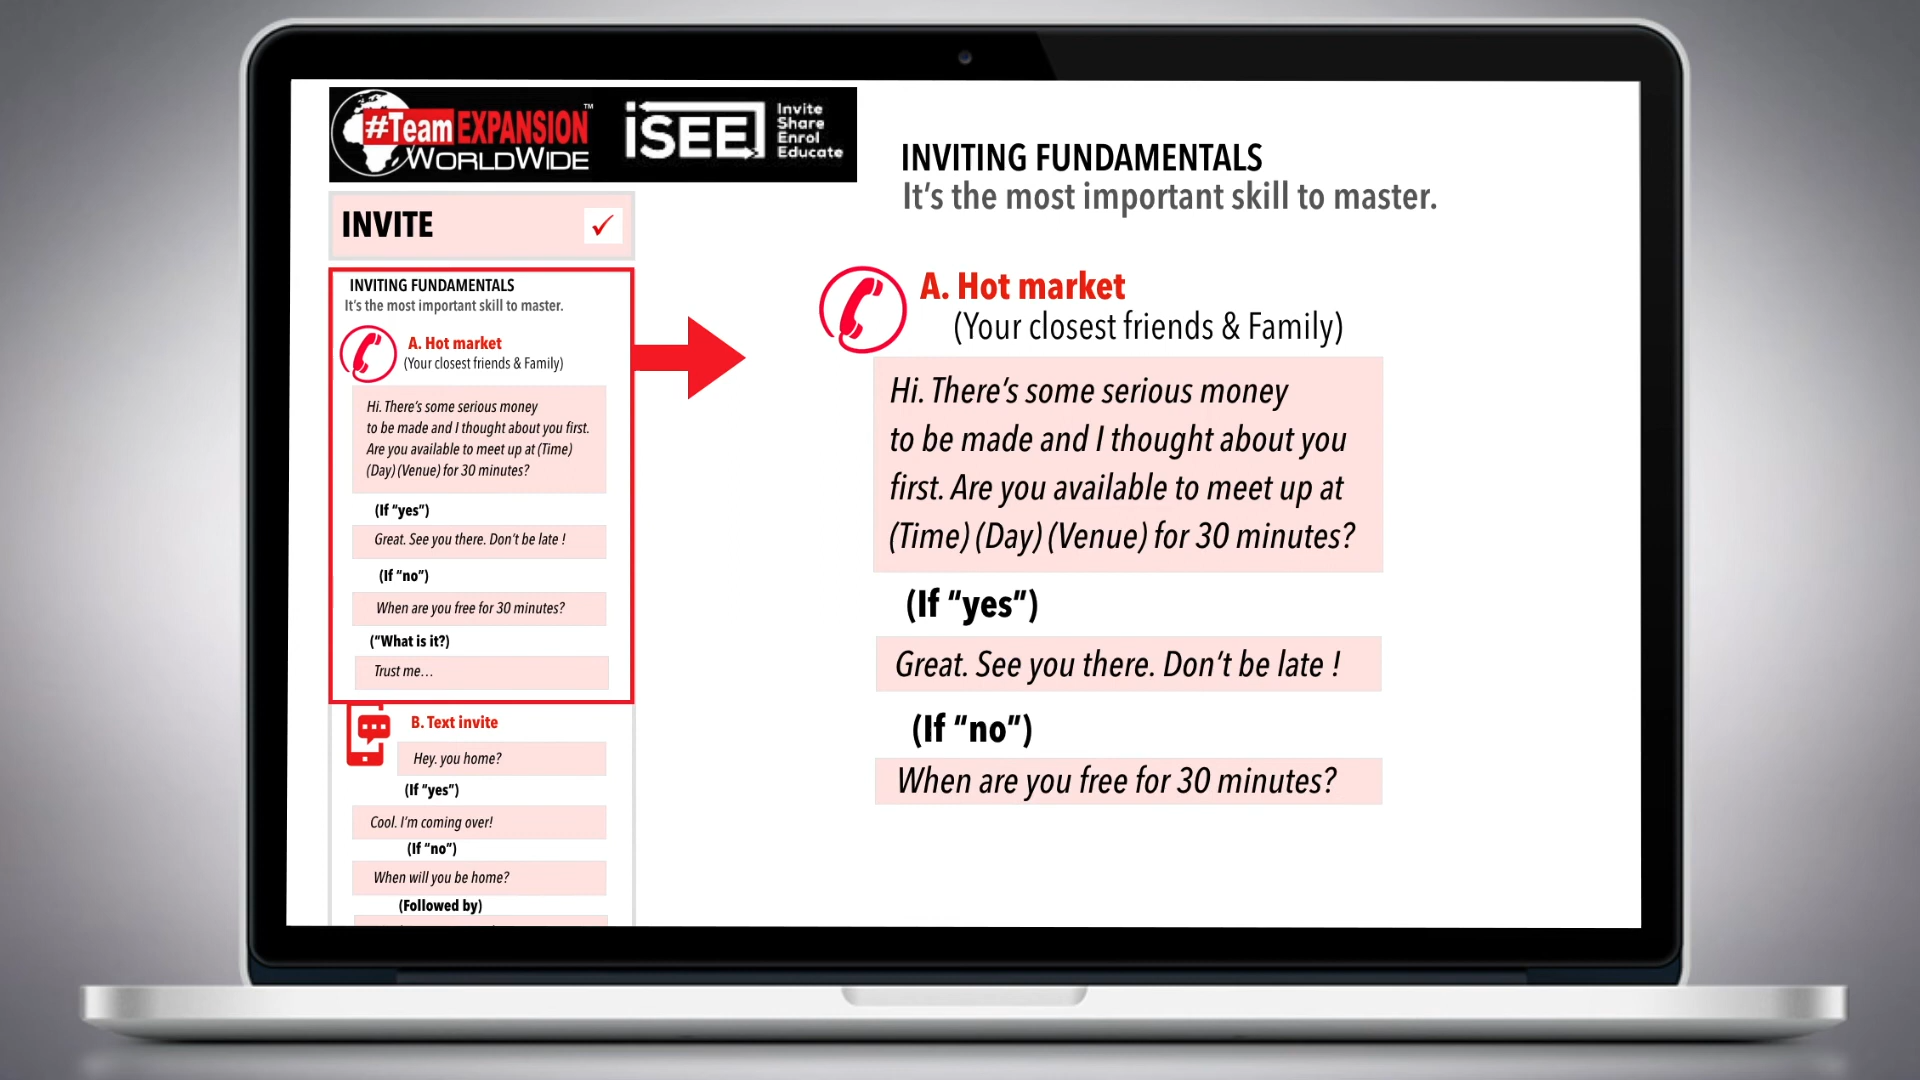 #Team EXPANSION™
WORLDWIDE
iSEE
Invite
Share
Enrol
Educate
INVITE
INVITING FUNDAMENTALS
It's the most important skill to master.
A. Hot market
(Your closest friends & Family)
Hi. There's some serious money
to be made and I thought about you first.
Are you available to meet up at (Time)
(Day) (Venue) for 30 minutes?
(If “yes”)
Great. See you there. Don't be late !
(If “no”)
When are you free for 30 minutes?
(“What is it?)
Trust me…
B. Text invite
Hey. you home?
(If “yes”)
Cool. I'm coming over!
(If “no”)
When will you be home?
(Followed by)
INVITING FUNDAMENTALS
It's the most important skill to master.
A. Hot market
(Your closest friends & Family)
Hi. There's some serious money
to be made and I thought about you
first. Are you available to meet up at
(Time) (Day) (Venue) for 30 minutes?
(If “yes”)
Great. See you there. Don't be late !
(If “no”)
When are you free for 30 minutes?